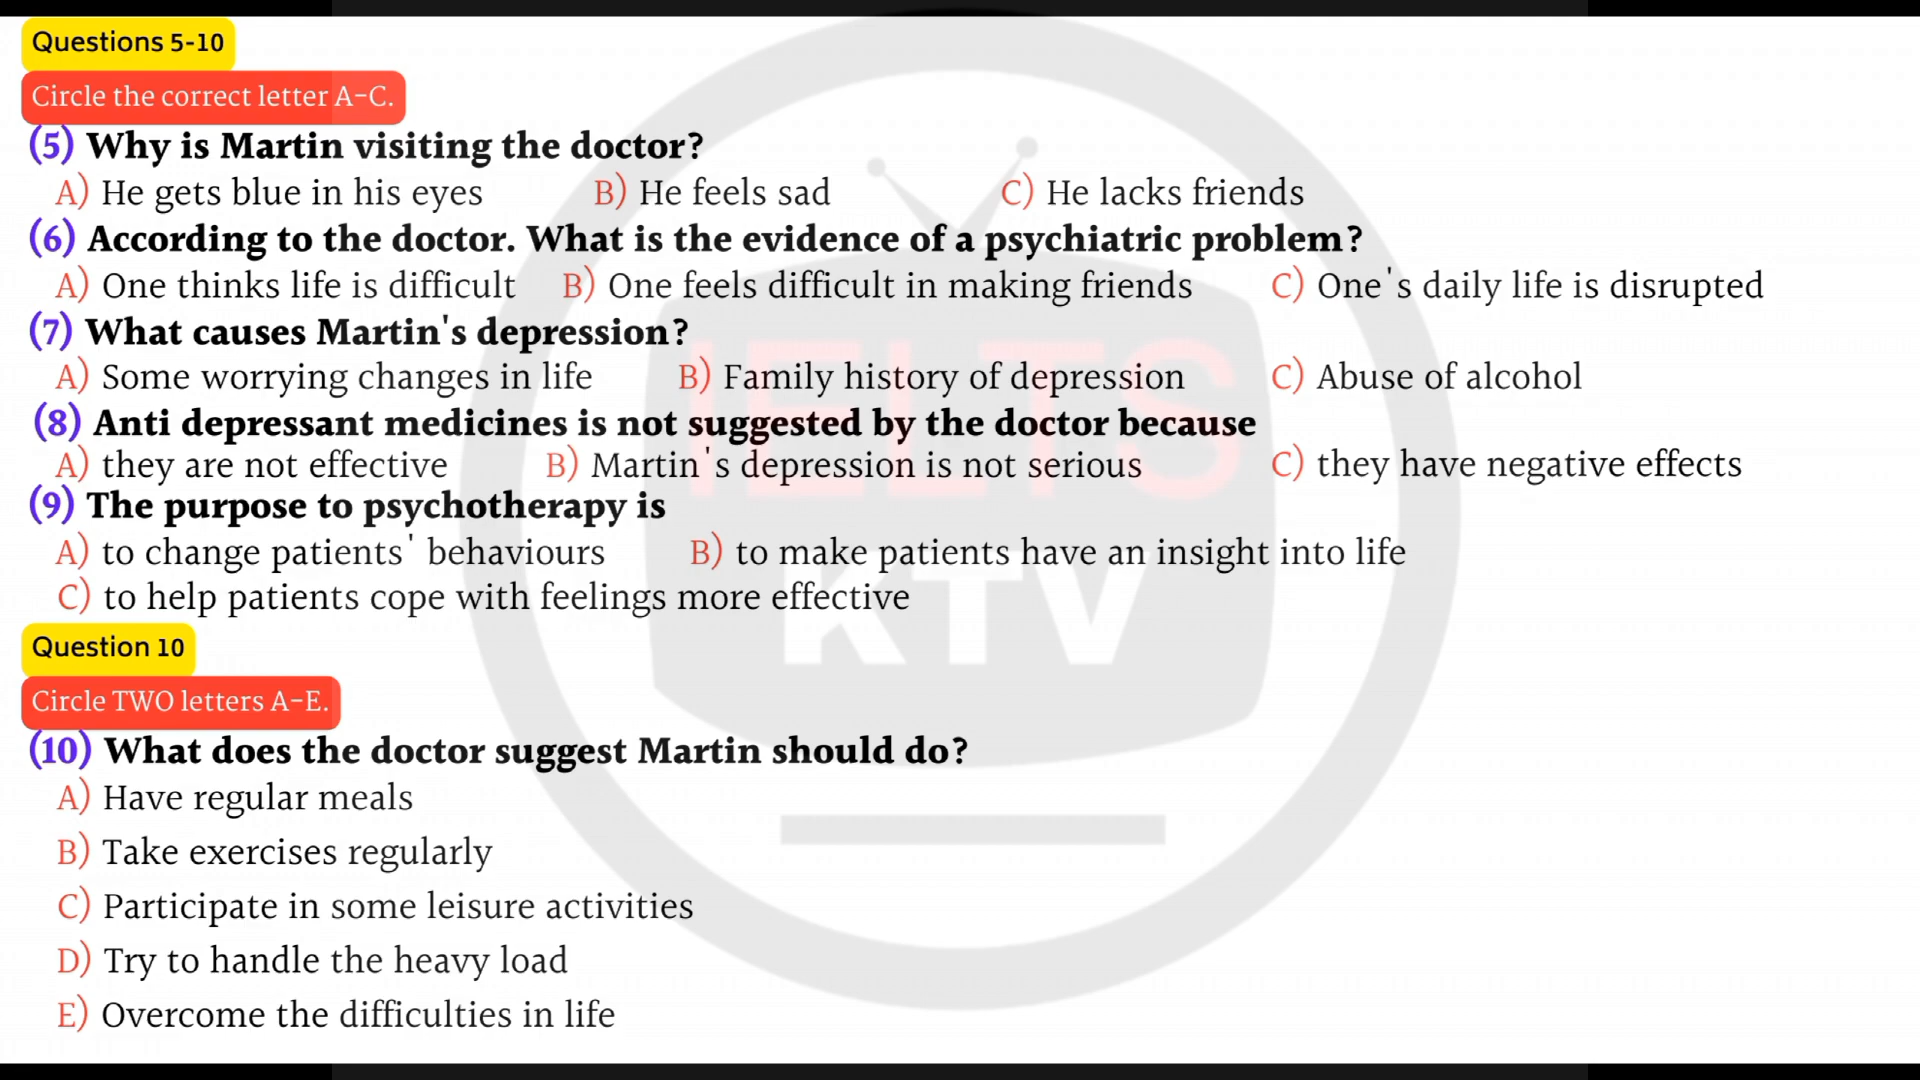 Questions 5-10
Circle the correct letter A-C.
(5) Why is Martin visiting the doctor?
A) He gets blue in his eyes B) He feels sad C) He lacks friends
(6) According to the doctor. What is the evidence of a psychiatric problem?
A) One thinks life is difficult B) One feels difficult in making friends C) One's daily life is disrupted
(7) What causes Martin's depression?
A) Some worrying changes in life B) Family history of depression C) Abuse of alcohol
(8) Anti depressant medicines is not suggested by the doctor because
A) they are not effective B) Martin's depression is not serious C) they have negative effects
(9) The purpose to psychotherapy is
A) to change patients' behaviours B) to make patients have an insight into life
C) to help patients cope with feelings more effective
Question 10
Circle TWO letters A-E.
(10) What does the doctor suggest Martin should do?
A) Have regular meals
B) Take exercises regularly
C) Participate in some leisure activities
D) Try to handle the heavy load
E) Overcome the difficulties in life
IELTS
KTV